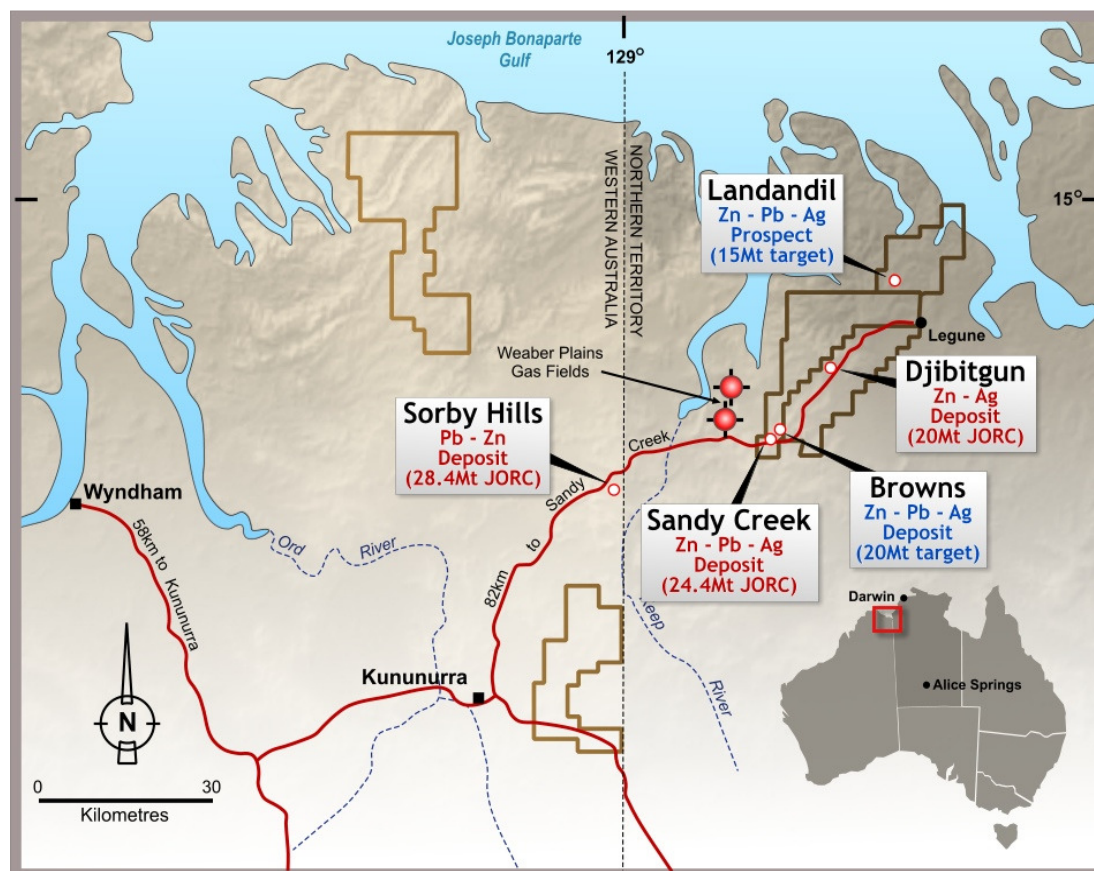 Joseph Bonaparte
Gulf
129°
NORTHERN TERRITORY
WESTERN AUSTRALIA
15°
Landandil
Zn - Pb - Ag
Prospect
(15Mt target)
Legune
Weaber Plains
Gas Fields
Djibitgun
Zn - Ag
Deposit
(20Mt JORC)
Sorby Hills
Pb - Zn
Deposit
(28.4Mt JORC)
82km to Sandy Creek
Browns
Zn - Pb - Ag
Deposit
(20Mt target)
Sandy Creek
Zn - Pb - Ag
Deposit
(24.4Mt JORC)
Wyndham
58km to Kununurra
Ord River
Keep River
Kununurra
Darwin
Alice Springs
N
0 30
Kilometres